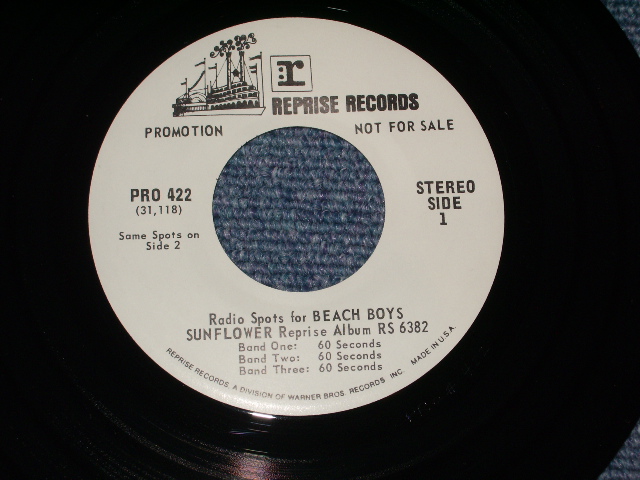 r
REPRISE RECORDS
PROMOTION
NOT FOR SALE
PRO 422
(31,118)
Same Spots on
Side 2
STEREO
SIDE
1
Radio Spots for BEACH BOYS
SUNFLOWER Reprise Album RS 6382
Band One: 60 Seconds
Band Two: 60 Seconds
Band Three: 60 Seconds
REPRISE RECORDS, A DIVISION OF WARNER BROS. RECORDS INC. MADE IN U.S.A.